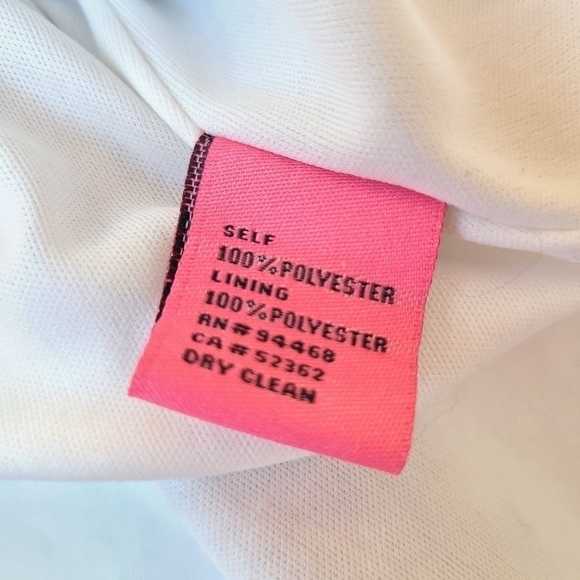 SELF
100% POLYESTER
LINING
100% POLYESTER
RN # 94468
CA # 52362
DRY CLEAN